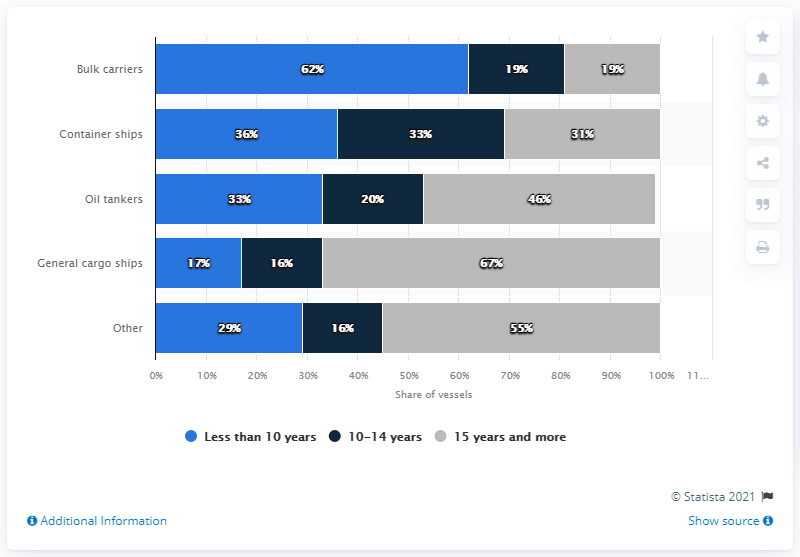 Bulk carriers 62% 19% 19%
Container ships 36% 33% 31%
Oil tankers 33% 20% 46%
General cargo ships 17% 16% 67%
Other 29% 16% 55%
0% 10% 20% 30% 40% 50% 60% 70% 80% 90% 100% 11...
Share of vessels
Less than 10 years 10-14 years 15 years and more
© Statista 2021
Additional Information Show source